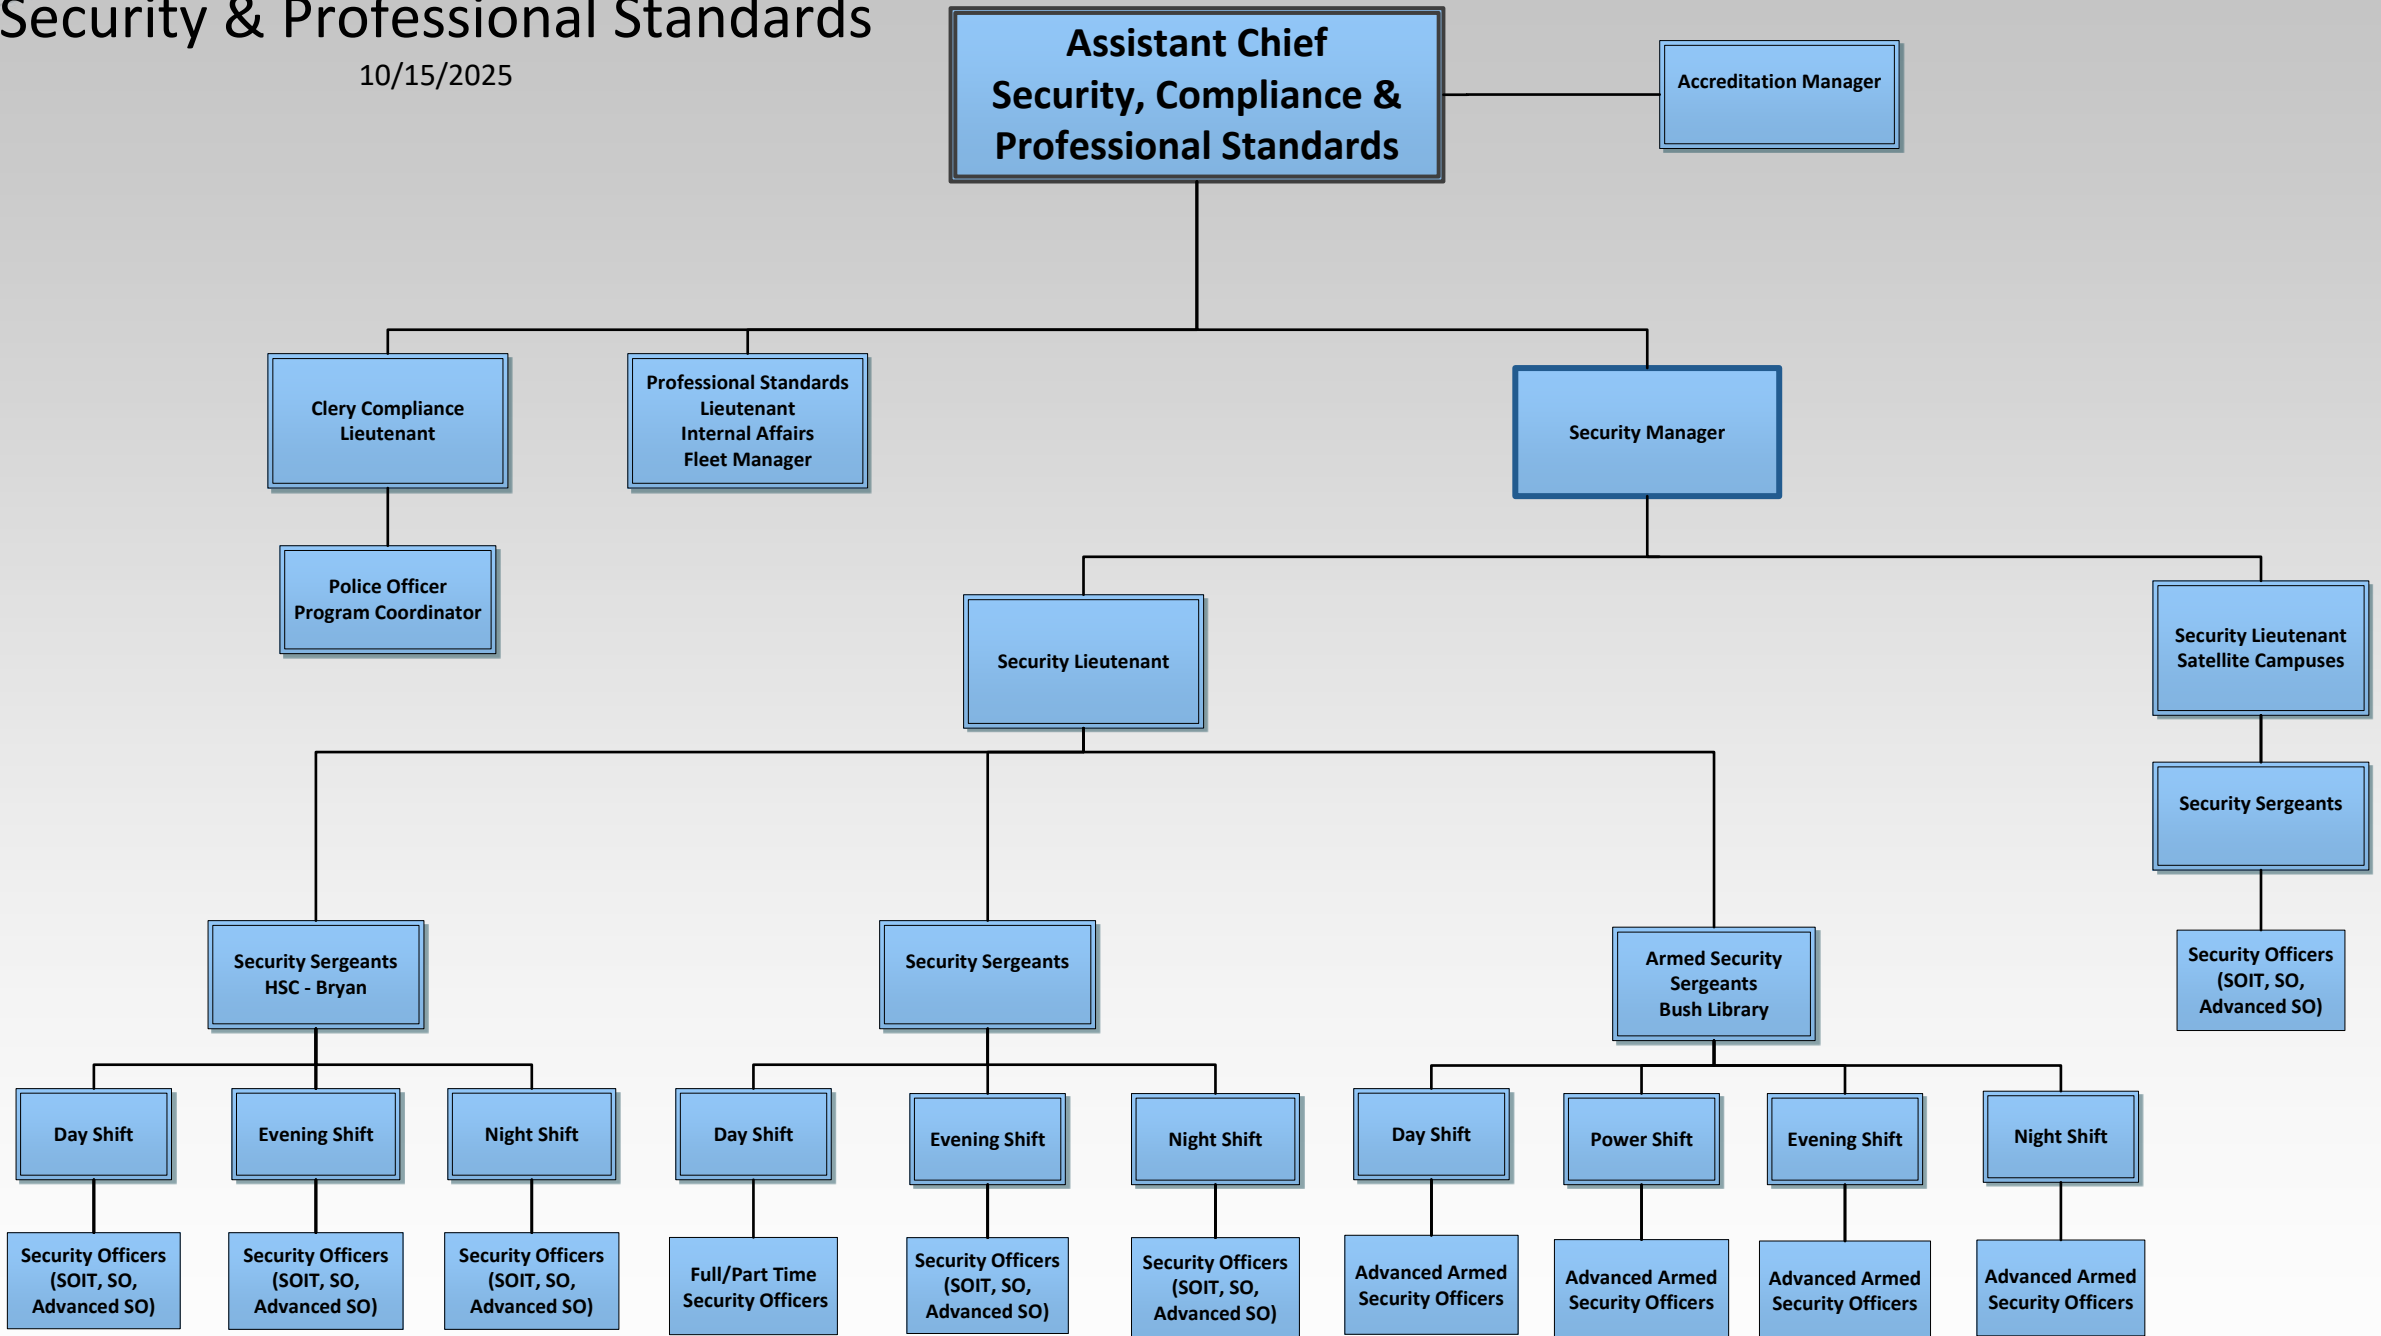 Security & Professional Standards
10/15/2025
Assistant Chief
Security, Compliance &
Professional Standards
Accreditation Manager
Clery Compliance
Lieutenant
Professional Standards
Lieutenant
Internal Affairs
Fleet Manager
Security Manager
Police Officer
Program Coordinator
Security Lieutenant
Security Lieutenant
Satellite Campuses
Security Sergeants
Security Sergeants
HSC - Bryan
Security Sergeants
Armed Security
Sergeants
Bush Library
Security Officers
(SOIT, SO,
Advanced SO)
Day Shift
Evening Shift
Night Shift
Day Shift
Evening Shift
Night Shift
Day Shift
Power Shift
Evening Shift
Night Shift
Security Officers
(SOIT, SO,
Advanced SO)
Security Officers
(SOIT, SO,
Advanced SO)
Security Officers
(SOIT, SO,
Advanced SO)
Full/Part Time
Security Officers
Security Officers
(SOIT, SO,
Advanced SO)
Security Officers
(SOIT, SO,
Advanced SO)
Advanced Armed
Security Officers
Advanced Armed
Security Officers
Advanced Armed
Security Officers
Advanced Armed
Security Officers